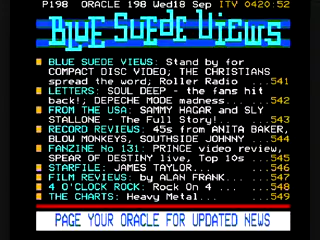 P198 ORACLE 198 Wed18 Sep ITV 0420:52
BLUE SUEDE VIEWS
BLUE SUEDE VIEWS: Stand by for
COMPACT DISC VIDEO, THE CHRISTIANS
spread the word, Roller Radio ...541
LETTERS: SOUL DEEP - the fans hit
back!, DEPECHE MODE madness.....542
FROM THE USA: SAMMY HAGAR and SLY
STALLONE - The Full Story!......543
RECORD REVIEWS: 45s from ANITA BAKER,
BLOW MONKEYS, SOUTHSIDE JOHNNY ..544
FANZINE No 131: PRINCE video review,
SPEAR OF DESTINY live, Top 10s ...545
STARFILE: JAMES TAYLOR...........546
FILM REVIEWS: by ALAN FRANK......547
4 O'CLOCK ROCK: Rock On 4 .......548
THE CHARTS: Heavy Metal..........549
PAGE YOUR ORACLE FOR UPDATED NEWS